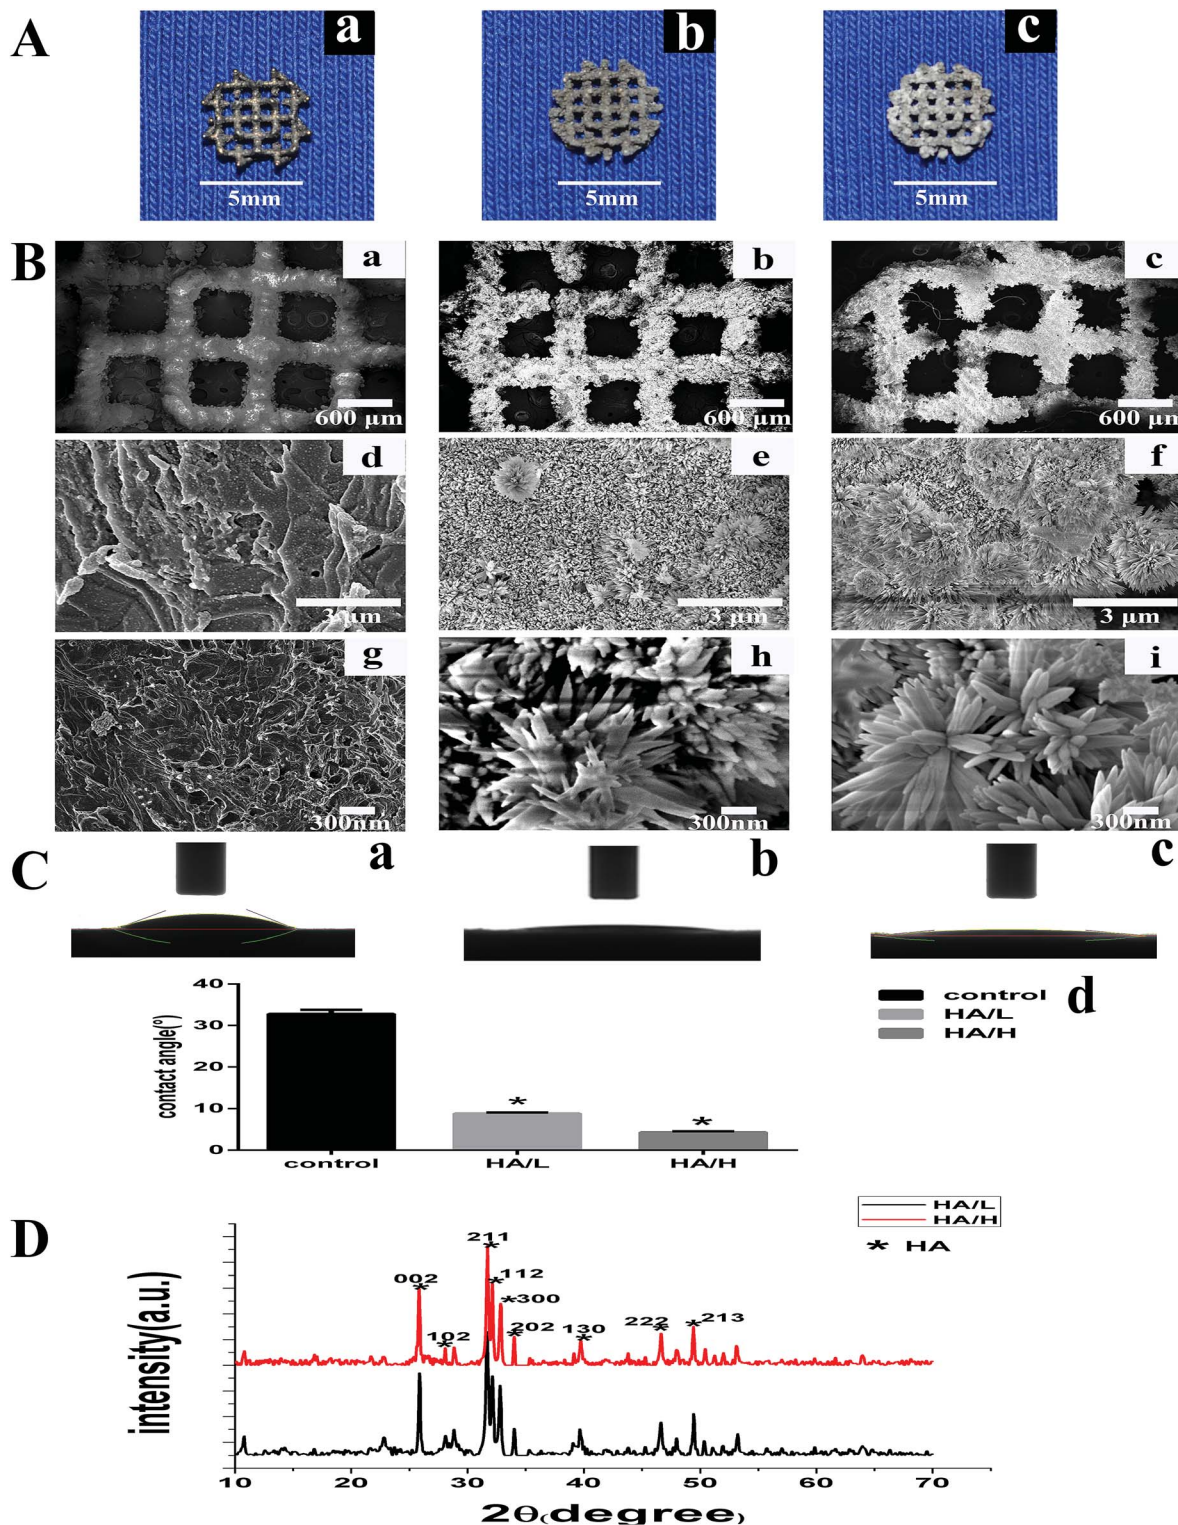 A
a
b
c
5mm
5mm
5mm
B
a
b
c
600 μm
600 μm
600 μm
d
e
f
3 μm
3 μm
3 μm
g
h
i
300nm
300nm
300nm
C
a
b
c
d
contact angle(°)
40
30
20
10
0
*
*
control
HA/L
HA/H
control
HA/L
HA/H
D
HA/L
HA/H
* HA
intensity(a.u.)
002
*
102
*
211
*
*112
*300
202
*
130
*
222
*
*213
10 20 30 40 50 60 70
2θ(degree)